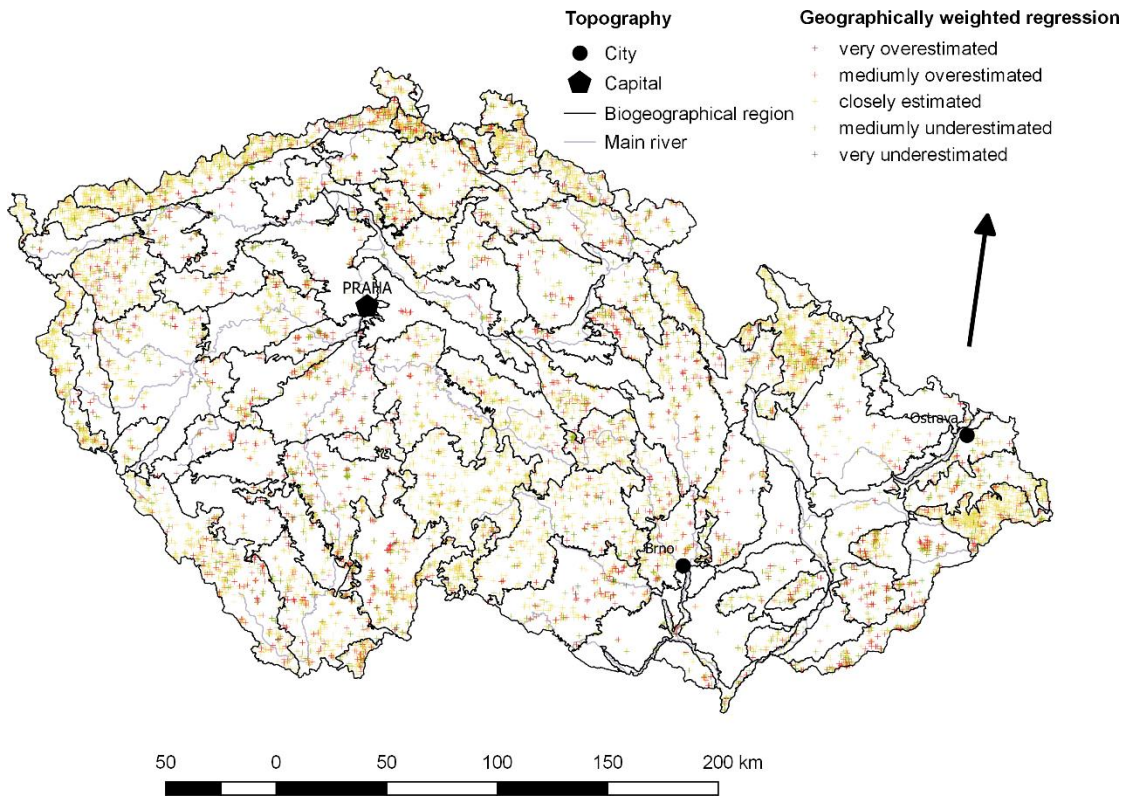 Topography
City
Capital
Biogeographical region
Main river
Geographically weighted regression
very overestimated
mediumly overestimated
closely estimated
mediumly underestimated
very underestimated
PRAHA
Ostrava
Brno
50 0 50 100 150 200 km